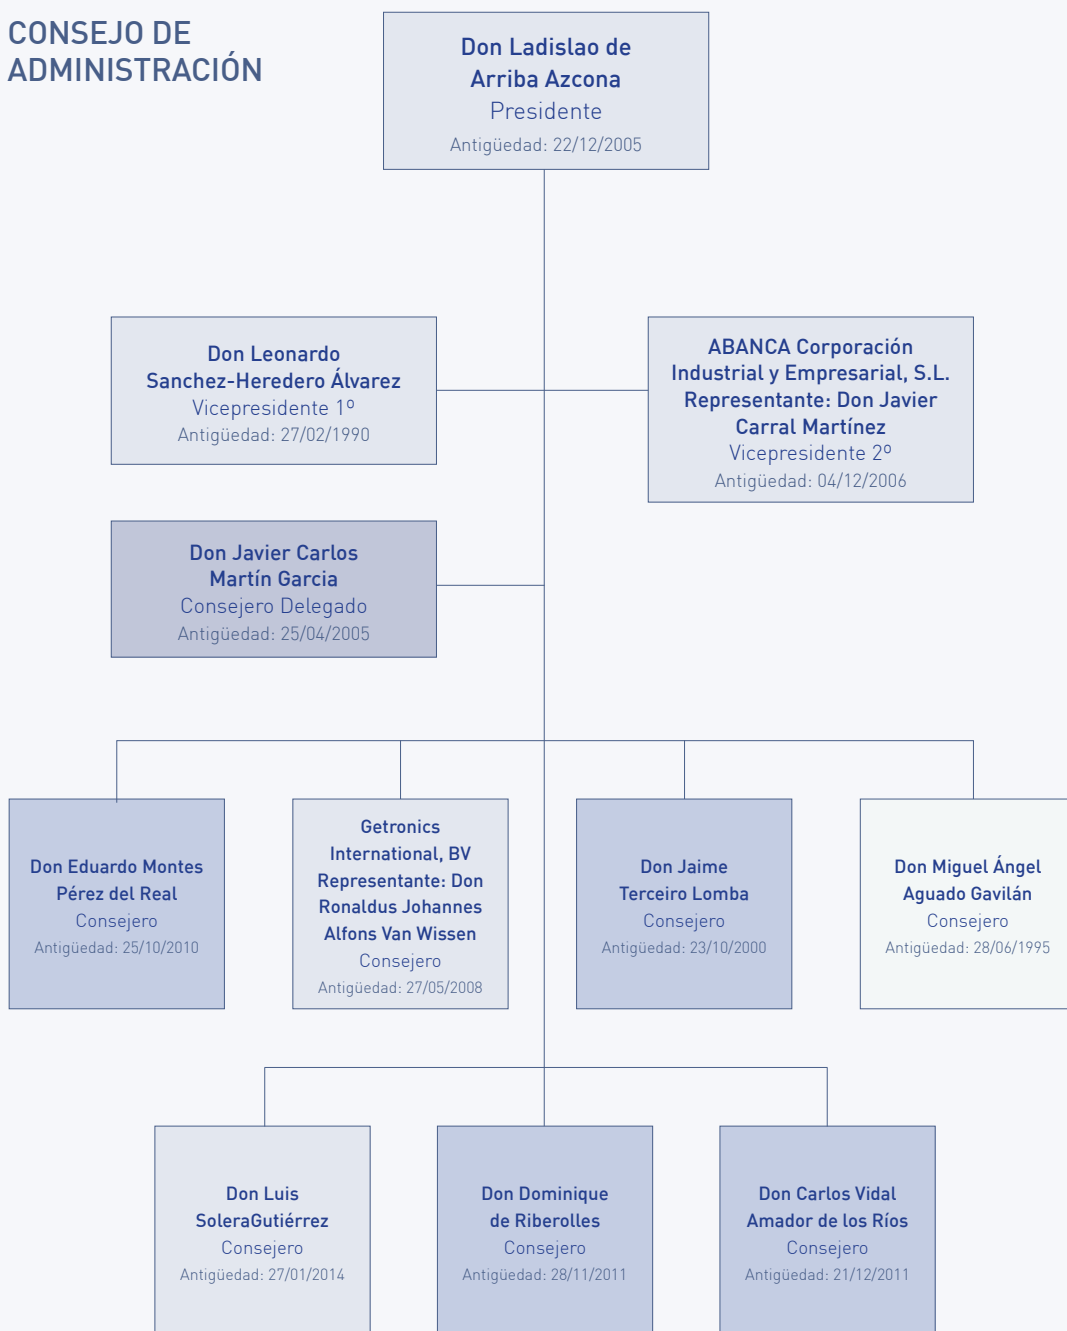 CONSEJO DE
ADMINISTRACIÓN
Don Ladislao de
Arriba Azcona
Presidente
Antigüedad: 22/12/2005
Don Leonardo
Sanchez-Heredero Álvarez
Vicepresidente 1º
Antigüedad: 27/02/1990
ABANCA Corporación
Industrial y Empresarial, S.L.
Representante: Don Javier
Carral Martínez
Vicepresidente 2º
Antigüedad: 04/12/2006
Don Javier Carlos
Martín Garcia
Consejero Delegado
Antigüedad: 25/04/2005
Don Eduardo Montes
Pérez del Real
Consejero
Antigüedad: 25/10/2010
Getronics
International, BV
Representante: Don
Ronaldus Johannes
Alfons Van Wissen
Consejero
Antigüedad: 27/05/2008
Don Jaime
Terceiro Lomba
Consejero
Antigüedad: 23/10/2000
Don Miguel Ángel
Aguado Gavilán
Consejero
Antigüedad: 28/06/1995
Don Luis
SoleraGutiérrez
Consejero
Antigüedad: 27/01/2014
Don Dominique
de Riberolles
Consejero
Antigüedad: 28/11/2011
Don Carlos Vidal
Amador de los Ríos
Consejero
Antigüedad: 21/12/2011